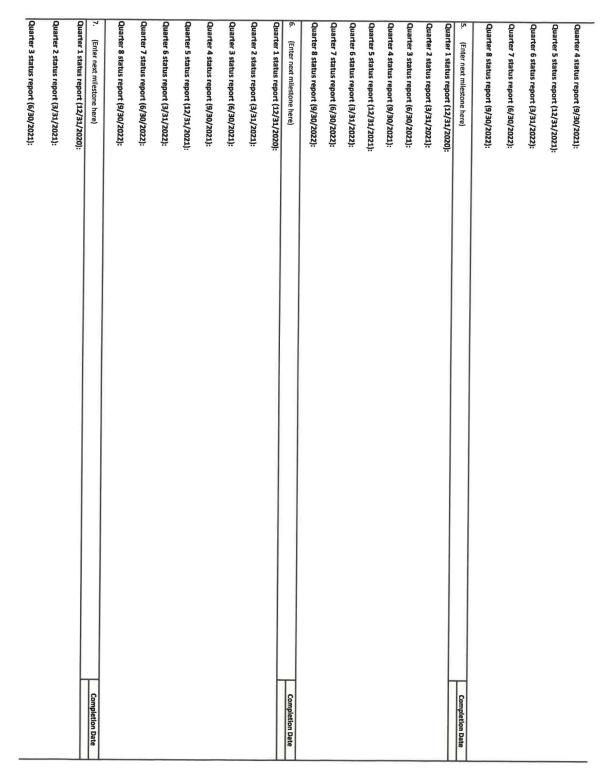 Quarter 4 status report (9/30/2021):
Quarter 5 status report (12/31/2021):
Quarter 6 status report (3/31/2022):
Quarter 7 status report (6/30/2022):
Quarter 8 status report (9/30/2022):
5. (Enter next milestone here) Completion Date
Quarter 1 status report (12/31/2020):
Quarter 2 status report (3/31/2021):
Quarter 3 status report (6/30/2021):
Quarter 4 status report (9/30/2021):
Quarter 5 status report (12/31/2021):
Quarter 6 status report (3/31/2022):
Quarter 7 status report (6/30/2022):
Quarter 8 status report (9/30/2022):
6. (Enter next milestone here) Completion Date
Quarter 1 status report (12/31/2020):
Quarter 2 status report (3/31/2021):
Quarter 3 status report (6/30/2021):
Quarter 4 status report (9/30/2021):
Quarter 5 status report (12/31/2021):
Quarter 6 status report (3/31/2022):
Quarter 7 status report (6/30/2022):
Quarter 8 status report (9/30/2022):
7. (Enter next milestone here) Completion Date
Quarter 1 status report (12/31/2020):
Quarter 2 status report (3/31/2021):
Quarter 3 status report (6/30/2021):